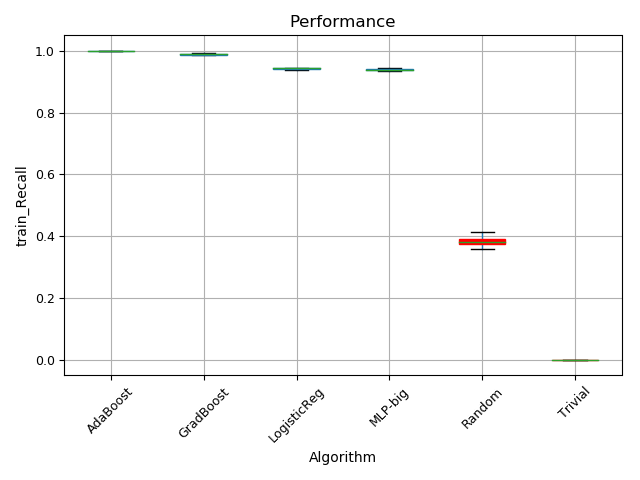 Performance
1.0
0.8
0.6
0.4
0.2
0.0
train_Recall
AdaBoost
GradBoost
LogisticReg
MLP-big
Random
Trivial
Algorithm